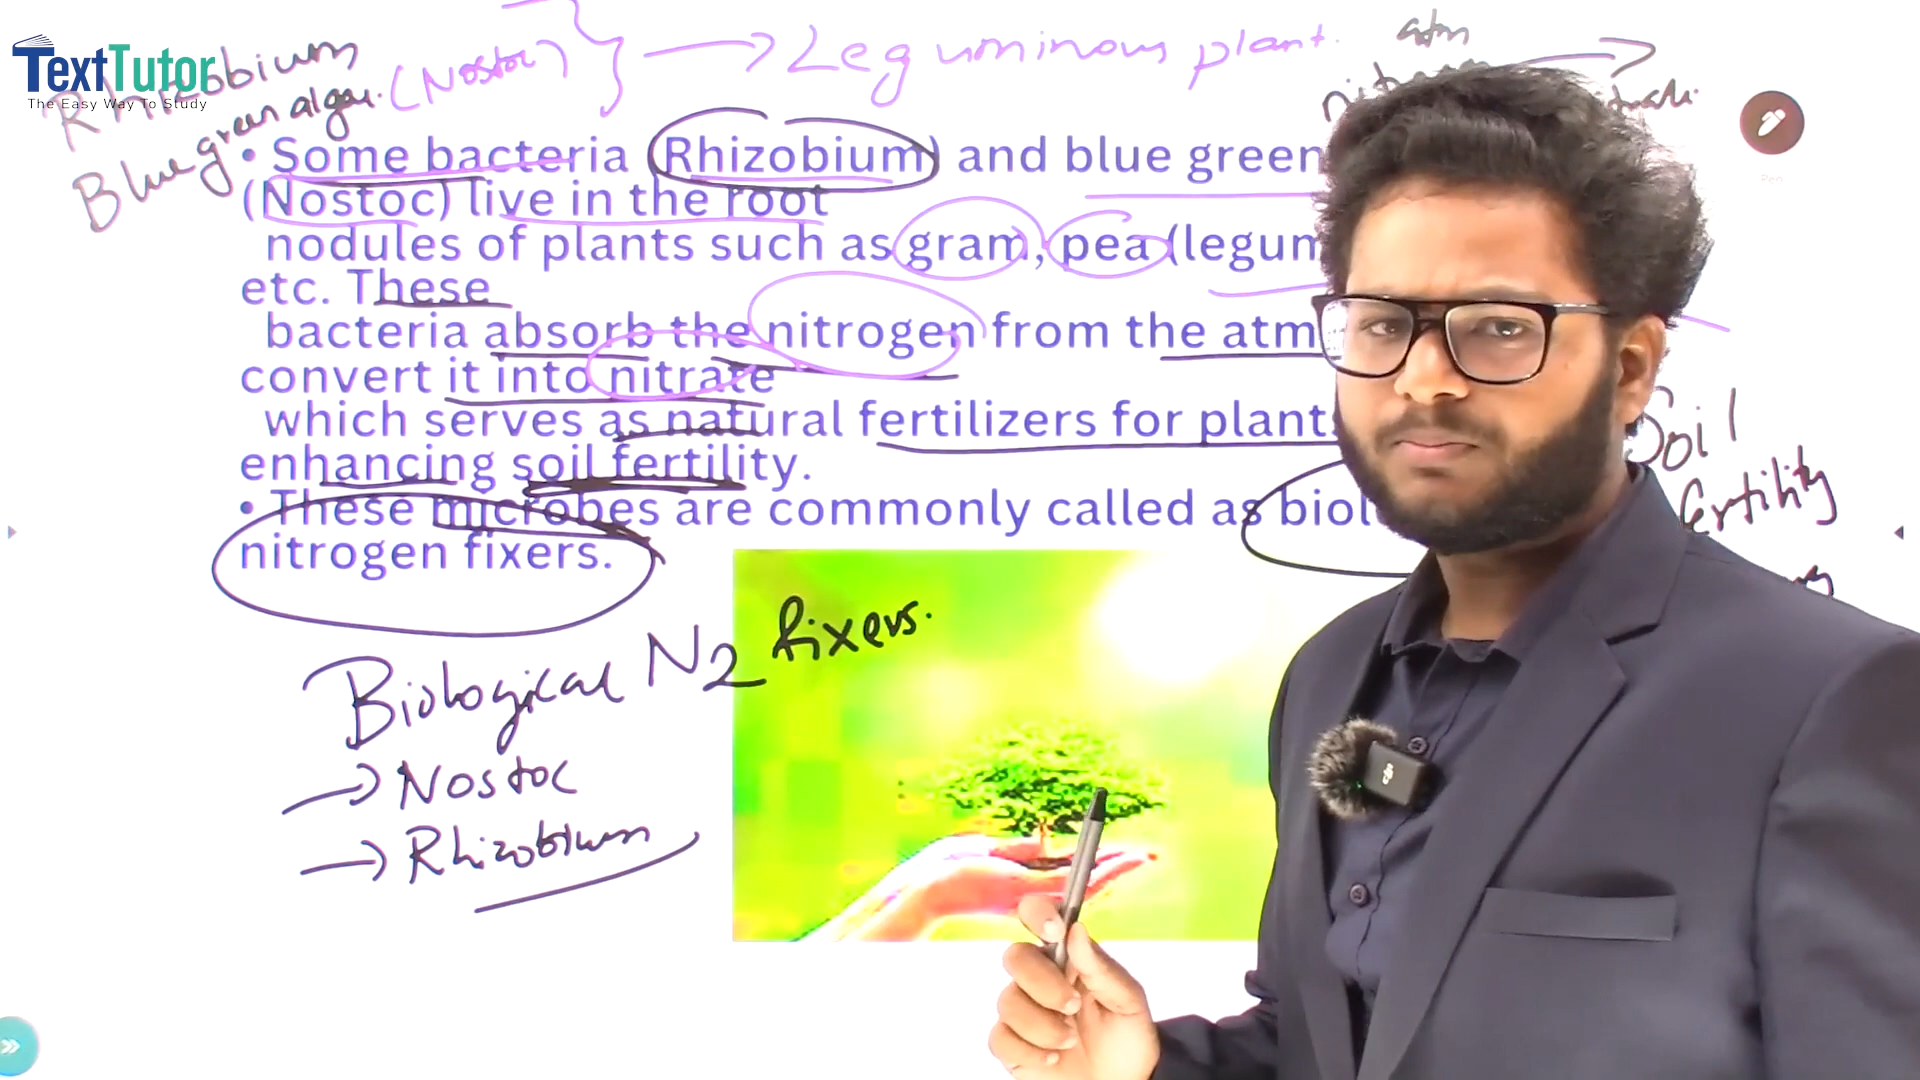 TextTutor
The Easy Way To Study
Rhizobium
Blue green algae. (Nostoc) } → Leguminous plant.
atm
• Some bacteria (Rhizobium) and blue green
(Nostoc) live in the root
nodules of plants such as gram, pea (legum
etc. These
bacteria absorb the nitrogen from the atm
convert it into nitrate
which serves as natural fertilizers for plants
enhancing soil fertility.
• These microbes are commonly called as biol
nitrogen fixers.
Soil
fertility
Pen
Biological N2 fixers.
→ Nostoc
→ Rhizobium